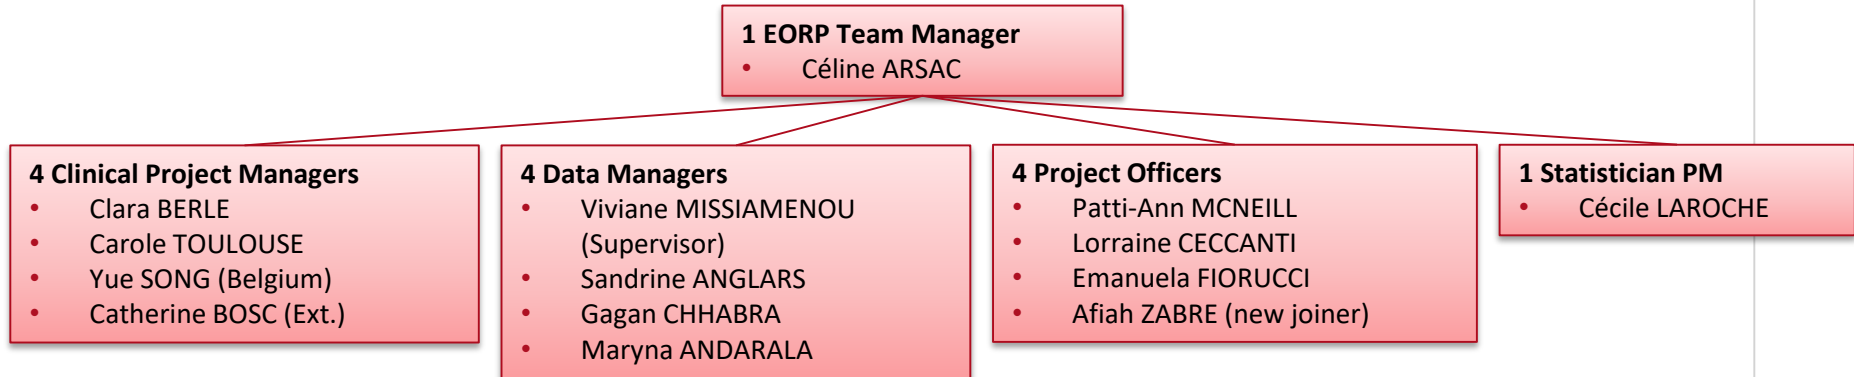 1 EORP Team Manager
• Céline ARSAC
4 Clinical Project Managers
• Clara BERLE
• Carole TOULOUSE
• Yue SONG (Belgium)
• Catherine BOSC (Ext.)
4 Data Managers
• Viviane MISSIAMENOU
(Supervisor)
• Sandrine ANGLARS
• Gagan CHHABRA
• Maryna ANDARALA
4 Project Officers
• Patti-Ann MCNEILL
• Lorraine CECCANTI
• Emanuela FIORUCCI
• Afiah ZABRE (new joiner)
1 Statistician PM
• Cécile LAROCHE